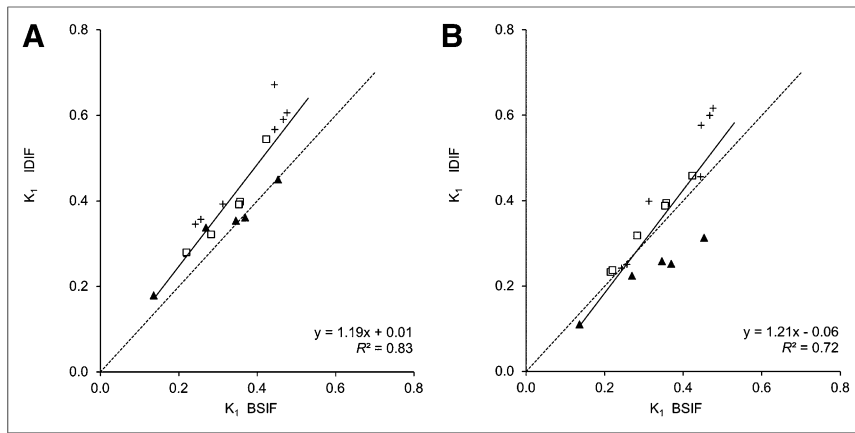 A
0.8
0.6
0.4
0.2
0.0
K₁ IDIF
0.0 0.2 0.4 0.6 0.8
K₁ BSIF
y = 1.19x + 0.01
R² = 0.83
B
0.8
0.6
0.4
0.2
0.0
K₁ IDIF
0.0 0.2 0.4 0.6 0.8
K₁ BSIF
y = 1.21x - 0.06
R² = 0.72